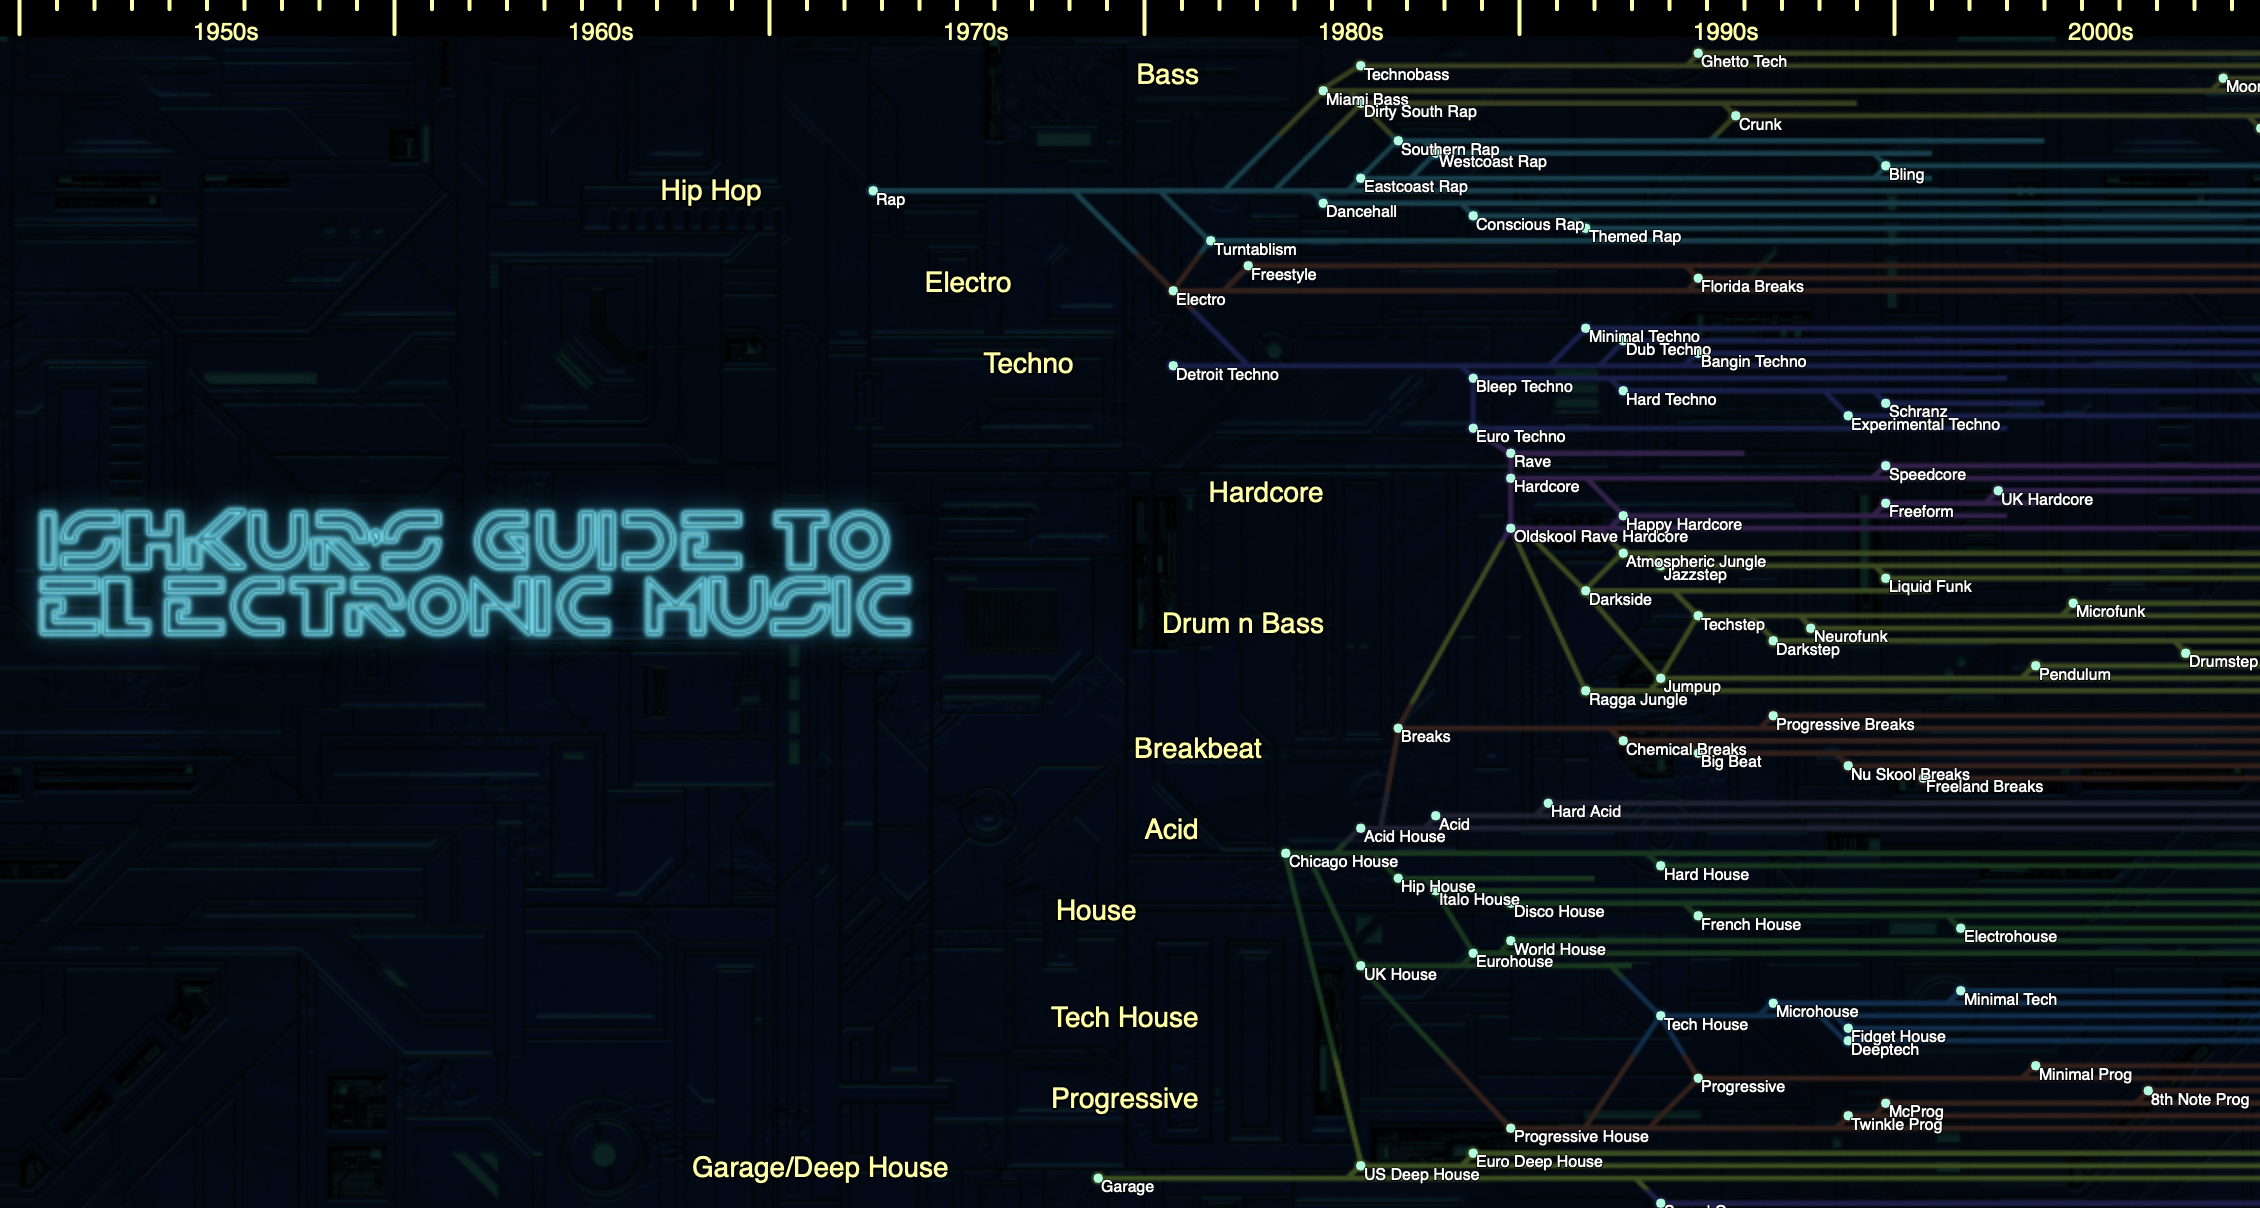 1950s 1960s 1970s 1980s 1990s 2000s
Ghetto Tech
Bass
Technobass
Miami Bass
Dirty South Rap
Crunk
Southern Rap
Westcoast Rap
Bling
Hip Hop
Eastcoast Rap
Rap
Dancehall
Conscious Rap
Themed Rap
Turntablism
Freestyle
Electro
Florida Breaks
Electro
Minimal Techno
Dub Techno
Bangin Techno
Techno
Detroit Techno
Bleep Techno
Hard Techno
Schranz
Experimental Techno
Euro Techno
Rave
Speedcore
Hardcore
Hardcore
UK Hardcore
Freeform
Happy Hardcore
Oldskool Rave Hardcore
ISHKUR'S GUIDE TO
ELECTRONIC MUSIC
Atmospheric Jungle
Jazzstep
Liquid Funk
Darkside
Microfunk
Drum n Bass
Techstep
Neurofunk
Darkstep
Drumstep
Pendulum
Jumpup
Ragga Jungle
Progressive Breaks
Breaks
Breakbeat
Chemical Breaks
Big Beat
Nu Skool Breaks
Freeland Breaks
Hard Acid
Acid
Acid
Acid House
Chicago House
Hard House
Hip House
Italo House
House
Disco House
French House
Electrohouse
World House
Eurohouse
UK House
Minimal Tech
Microhouse
Tech House
Tech House
Fidget House
Deeptech
Minimal Prog
Progressive
Progressive
8th Note Prog
McProg
Twinkle Prog
Progressive House
Euro Deep House
Garage/Deep House
US Deep House
Garage